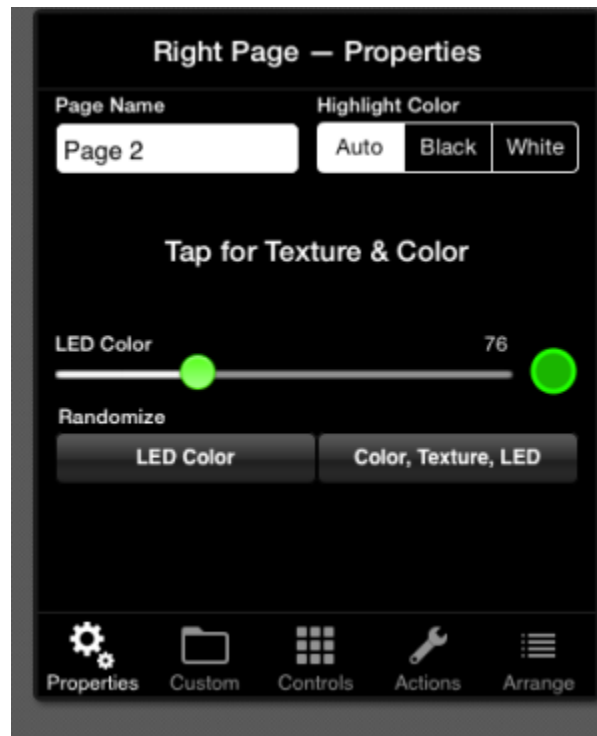 Right Page — Properties
Page Name Highlight Color
Page 2 Auto Black White
Tap for Texture & Color
LED Color 76
Randomize
LED Color Color, Texture, LED
Properties Custom Controls Actions Arrange